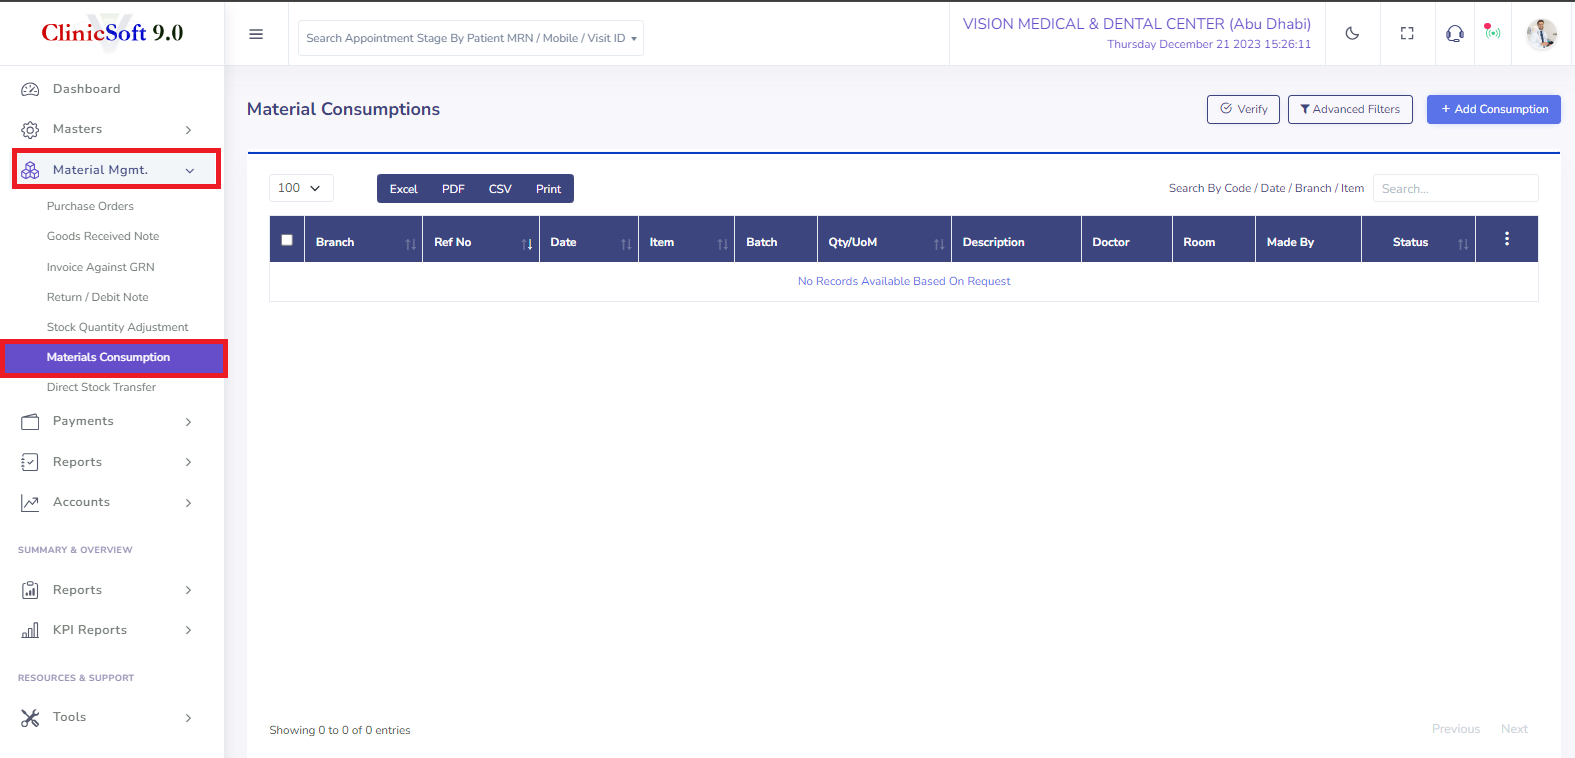 ClinicSoft 9.0
Search Appointment Stage By Patient MRN / Mobile / Visit ID
VISION MEDICAL & DENTAL CENTER (Abu Dhabi)
Thursday December 21 2023 15:26:11
Dashboard
Masters
Material Mgmt.
Purchase Orders
Goods Received Note
Invoice Against GRN
Return / Debit Note
Stock Quantity Adjustment
Materials Consumption
Direct Stock Transfer
Payments
Reports
Accounts
SUMMARY & OVERVIEW
Reports
KPI Reports
RESOURCES & SUPPORT
Tools
Material Consumptions
Verify
Advanced Filters
+ Add Consumption
100
Excel PDF CSV Print
Search By Code / Date / Branch / Item
Search...
Branch Ref No Date Item Batch Qty/UoM Description Doctor Room Made By Status
No Records Available Based On Request
Showing 0 to 0 of 0 entries
Previous Next